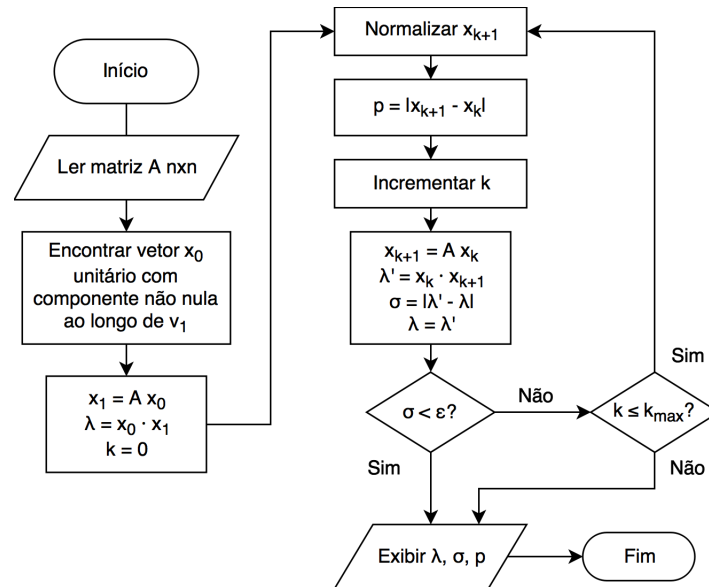 Início
Ler matriz A nxn
Encontrar vetor x₀
unitário com
componente não nula
ao longo de v₁
x₁ = A x₀
λ = x₀ · x₁
k = 0
Normalizar xₖ₊₁
p = |xₖ₊₁ - xₖ|
Incrementar k
xₖ₊₁ = A xₖ
λ' = xₖ · xₖ₊₁
σ = |λ' - λ|
λ = λ'
σ < ε?
Não
k ≤ kₘₐₓ?
Sim
Sim
Não
Exibir λ, σ, p
Fim